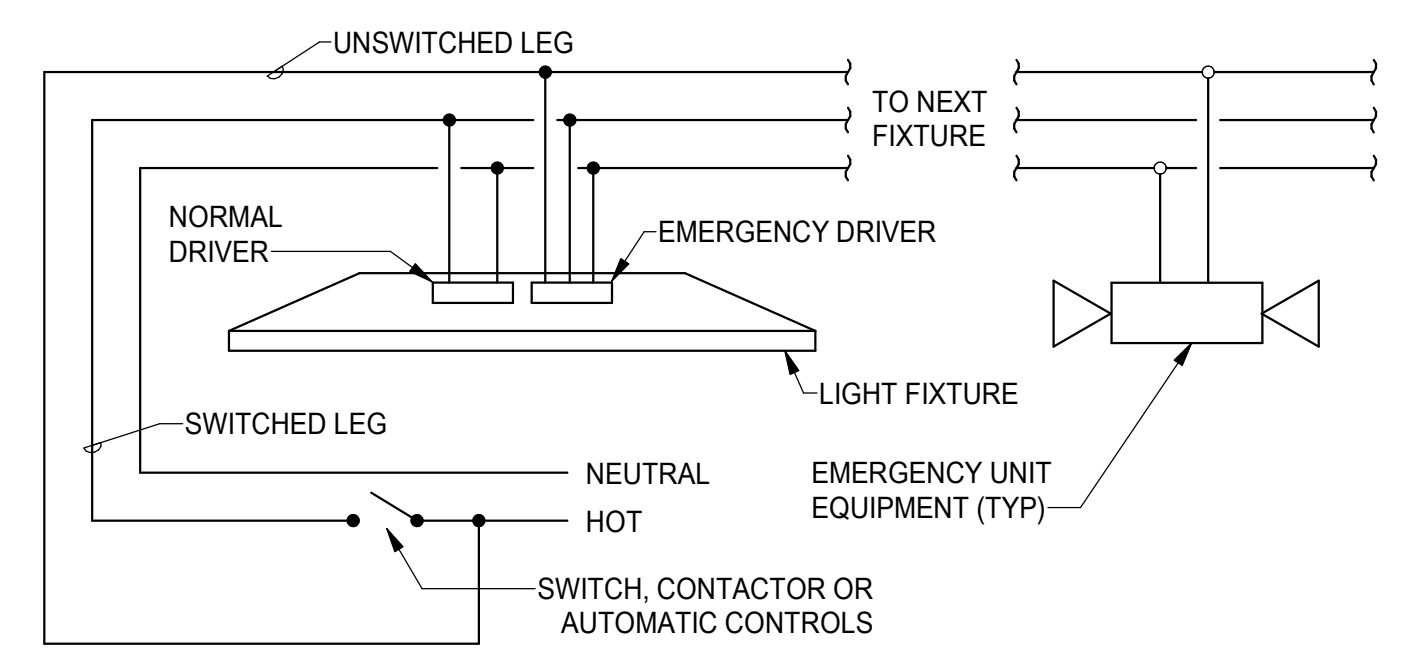 UNSWITCHED LEG
TO NEXT
FIXTURE
NORMAL
DRIVER
EMERGENCY DRIVER
LIGHT FIXTURE
SWITCHED LEG
NEUTRAL
HOT
EMERGENCY UNIT
EQUIPMENT (TYP)
SWITCH, CONTACTOR OR
AUTOMATIC CONTROLS